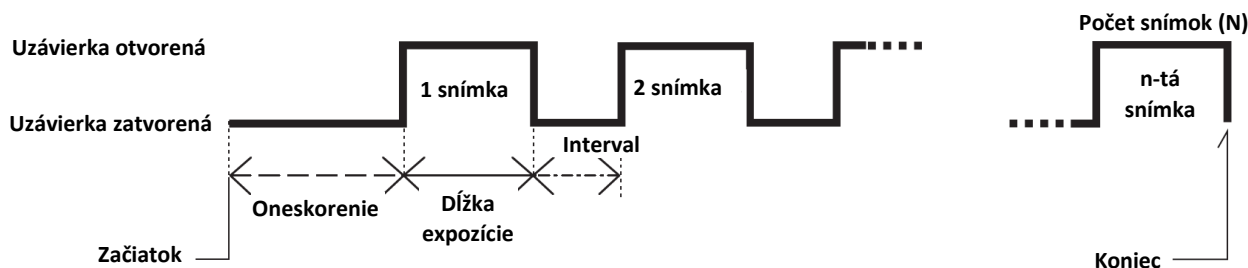 Počet snímok (N)
Uzávierka otvorená
1 snímka
2 snímka
n-tá
snímka
Uzávierka zatvorená
Interval
Oneskorenie
Dĺžka
expozície
Začiatok
Koniec